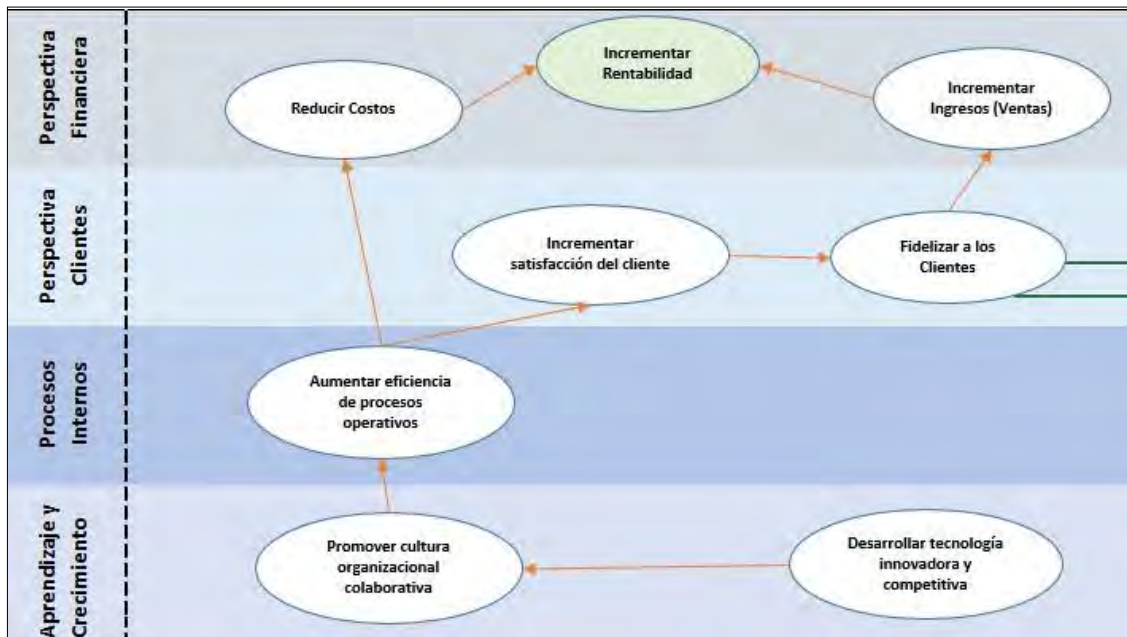 Perspectiva
Financiera
Reducir Costos
Incrementar
Rentabilidad
Incrementar
Ingresos (Ventas)
Perspectiva
Clientes
Incrementar
satisfacción del cliente
Fidelizar a los
Clientes
Procesos
Internos
Aumentar eficiencia
de procesos
operativos
Aprendizaje y
Crecimiento
Promover cultura
organizacional
colaborativa
Desarrollar tecnología
innovadora y
competitiva